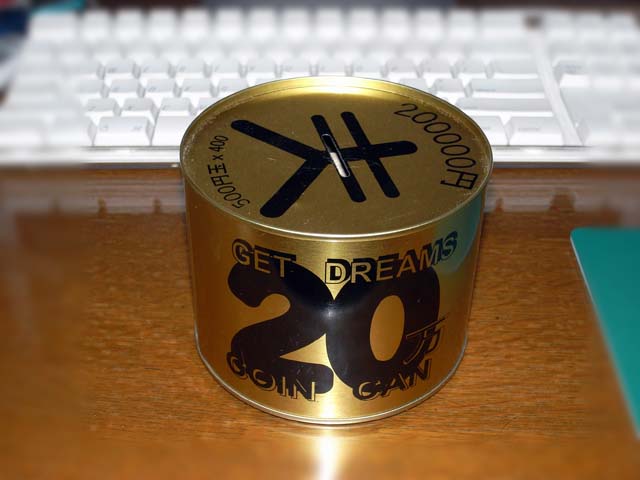 200000円
¥
500円玉×400
GET DREAMS
20万
COIN CAN